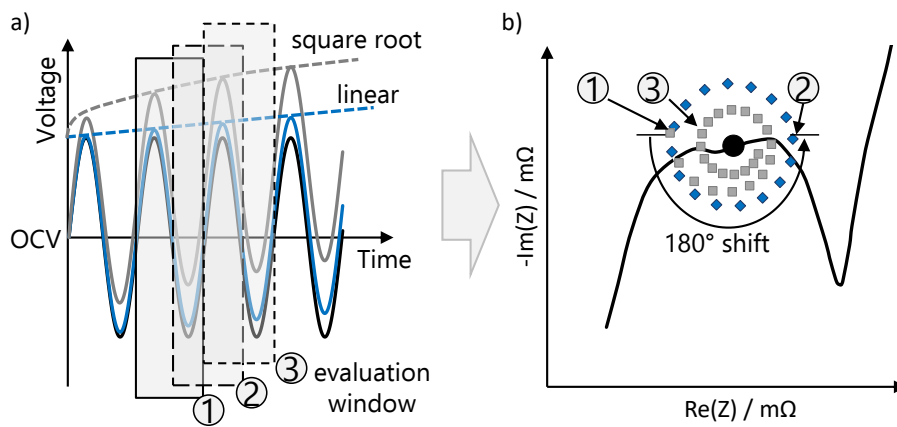 a)
Voltage
square root
linear
OCV
Time
① ② ③
evaluation
window
b)
① ③ ②
-Im(Z) / mΩ
180° shift
Re(Z) / mΩ